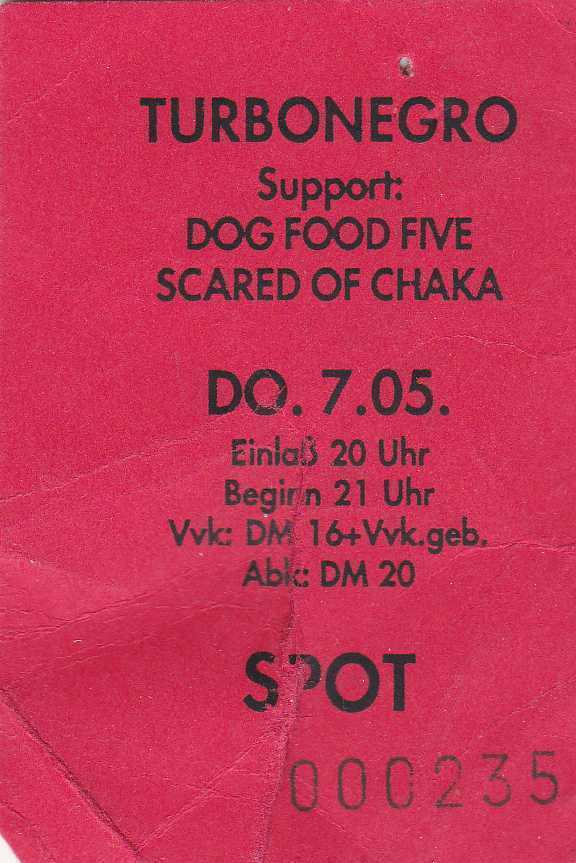 TURBONEGRO
Support:
DOG FOOD FIVE
SCARED OF CHAKA
DO. 7.05.
Einlaß 20 Uhr
Beginn 21 Uhr
Vvk: DM 16+Vvk.geb.
Abk: DM 20
SPOT
000235